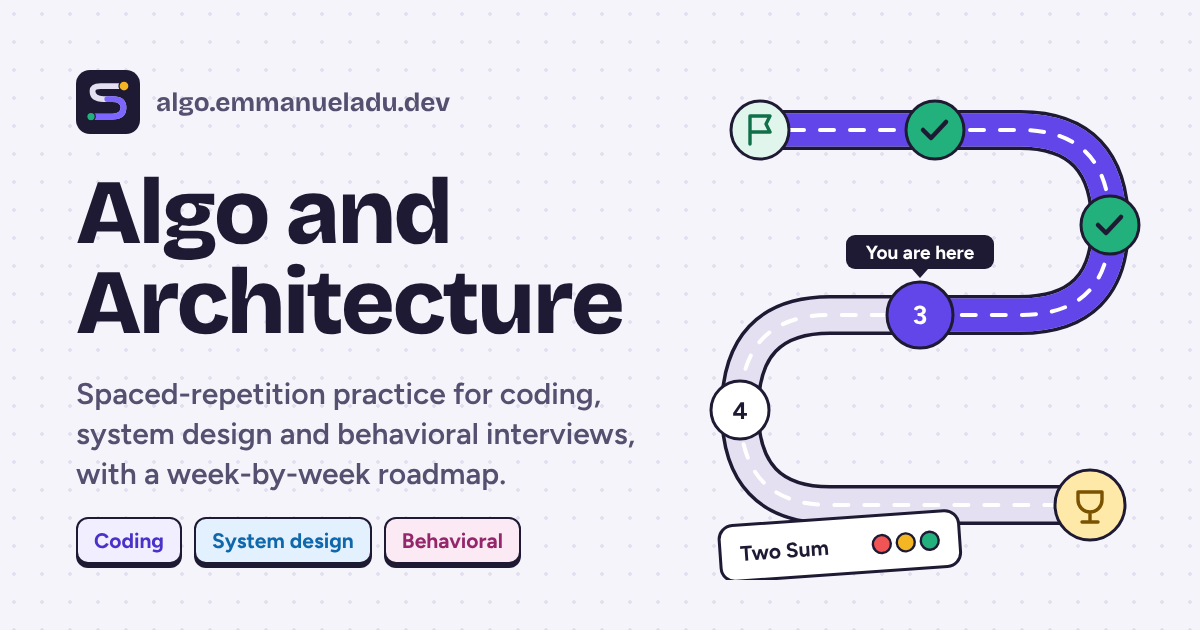 algo.emmanueladu.dev
Algo and
Architecture
Spaced-repetition practice for coding,
system design and behavioral interviews,
with a week-by-week roadmap.
Coding
System design
Behavioral
You are here
3
4
Two Sum